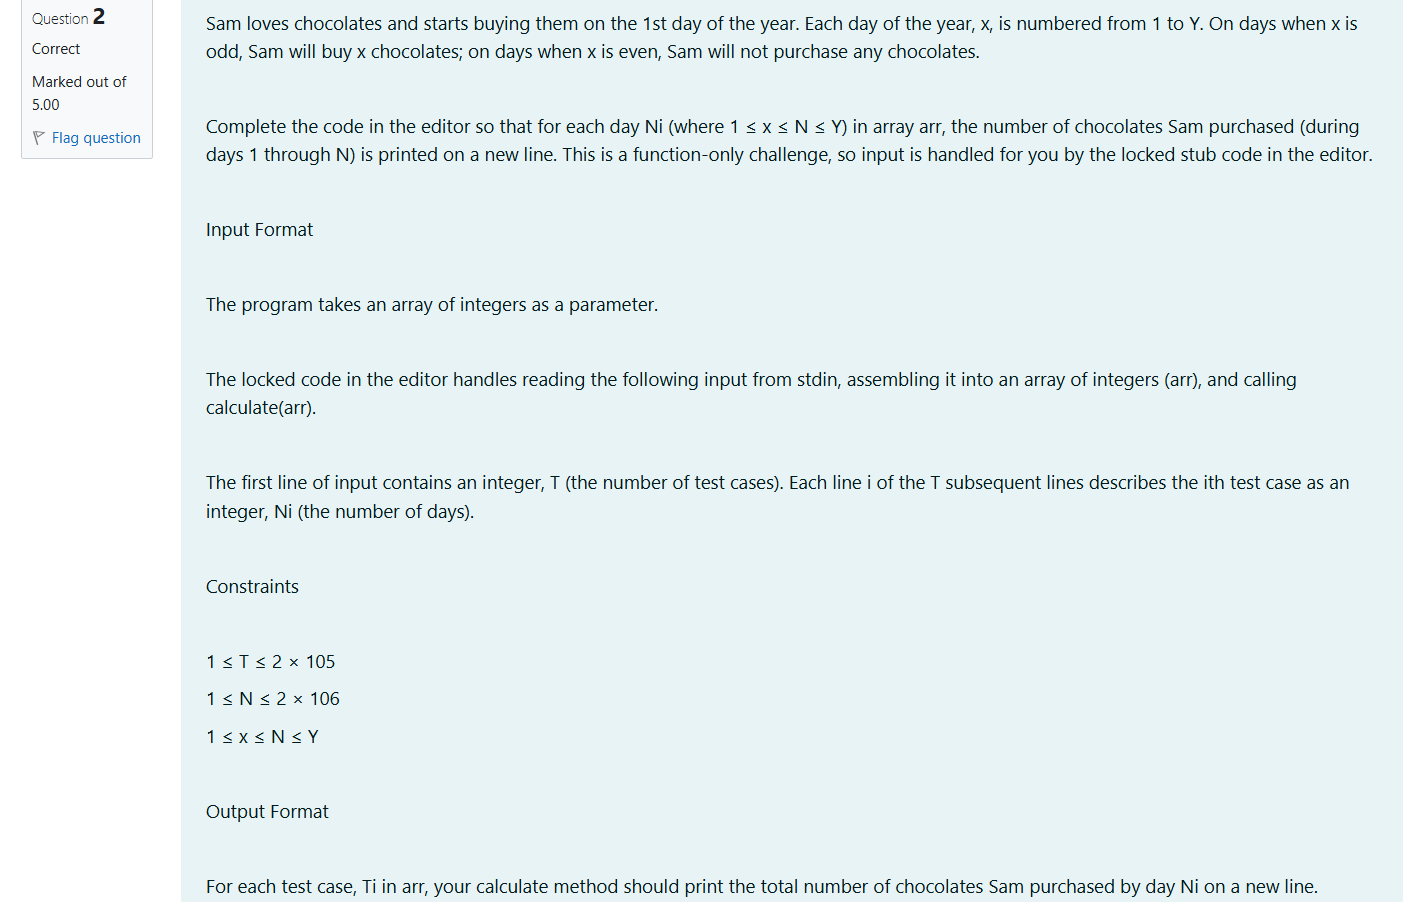 Question 2
Correct
Marked out of
5.00
Flag question
Sam loves chocolates and starts buying them on the 1st day of the year. Each day of the year, x, is numbered from 1 to Y. On days when x is
odd, Sam will buy x chocolates; on days when x is even, Sam will not purchase any chocolates.
Complete the code in the editor so that for each day Ni (where 1 ≤ x ≤ N ≤ Y) in array arr, the number of chocolates Sam purchased (during
days 1 through N) is printed on a new line. This is a function-only challenge, so input is handled for you by the locked stub code in the editor.
Input Format
The program takes an array of integers as a parameter.
The locked code in the editor handles reading the following input from stdin, assembling it into an array of integers (arr), and calling
calculate(arr).
The first line of input contains an integer, T (the number of test cases). Each line i of the T subsequent lines describes the ith test case as an
integer, Ni (the number of days).
Constraints
1 ≤ T ≤ 2 × 105
1 ≤ N ≤ 2 × 106
1 ≤ x ≤ N ≤ Y
Output Format
For each test case, Ti in arr, your calculate method should print the total number of chocolates Sam purchased by day Ni on a new line.